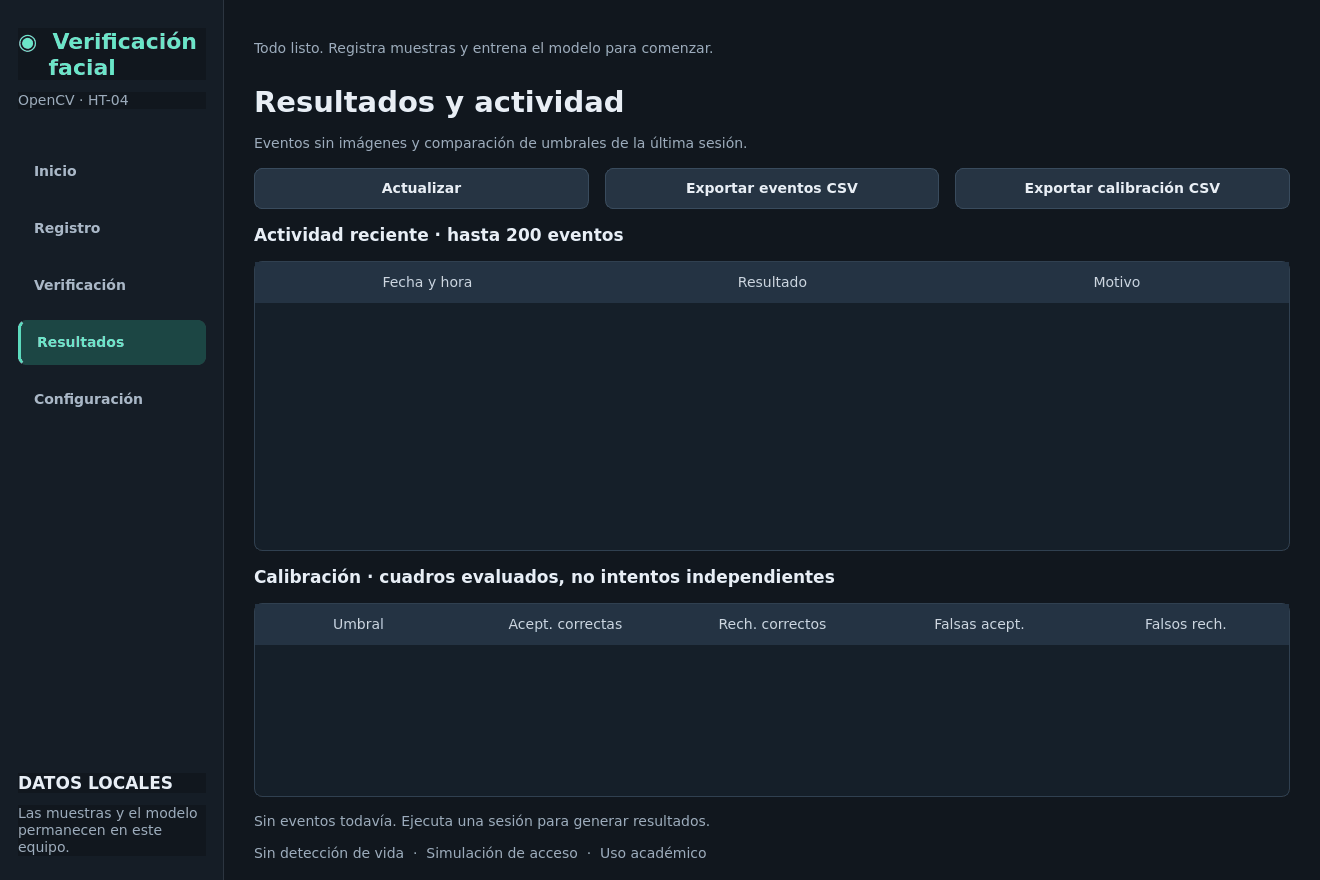 ◉ Verificación
facial
OpenCV · HT-04
Inicio
Registro
Verificación
Resultados
Configuración
DATOS LOCALES
Las muestras y el modelo
permanecen en este
equipo.
Todo listo. Registra muestras y entrena el modelo para comenzar.
Resultados y actividad
Eventos sin imágenes y comparación de umbrales de la última sesión.
Actualizar
Exportar eventos CSV
Exportar calibración CSV
Actividad reciente · hasta 200 eventos
Fecha y hora
Resultado
Motivo
Calibración · cuadros evaluados, no intentos independientes
Umbral
Acept. correctas
Rech. correctos
Falsas acept.
Falsos rech.
Sin eventos todavía. Ejecuta una sesión para generar resultados.
Sin detección de vida · Simulación de acceso · Uso académico